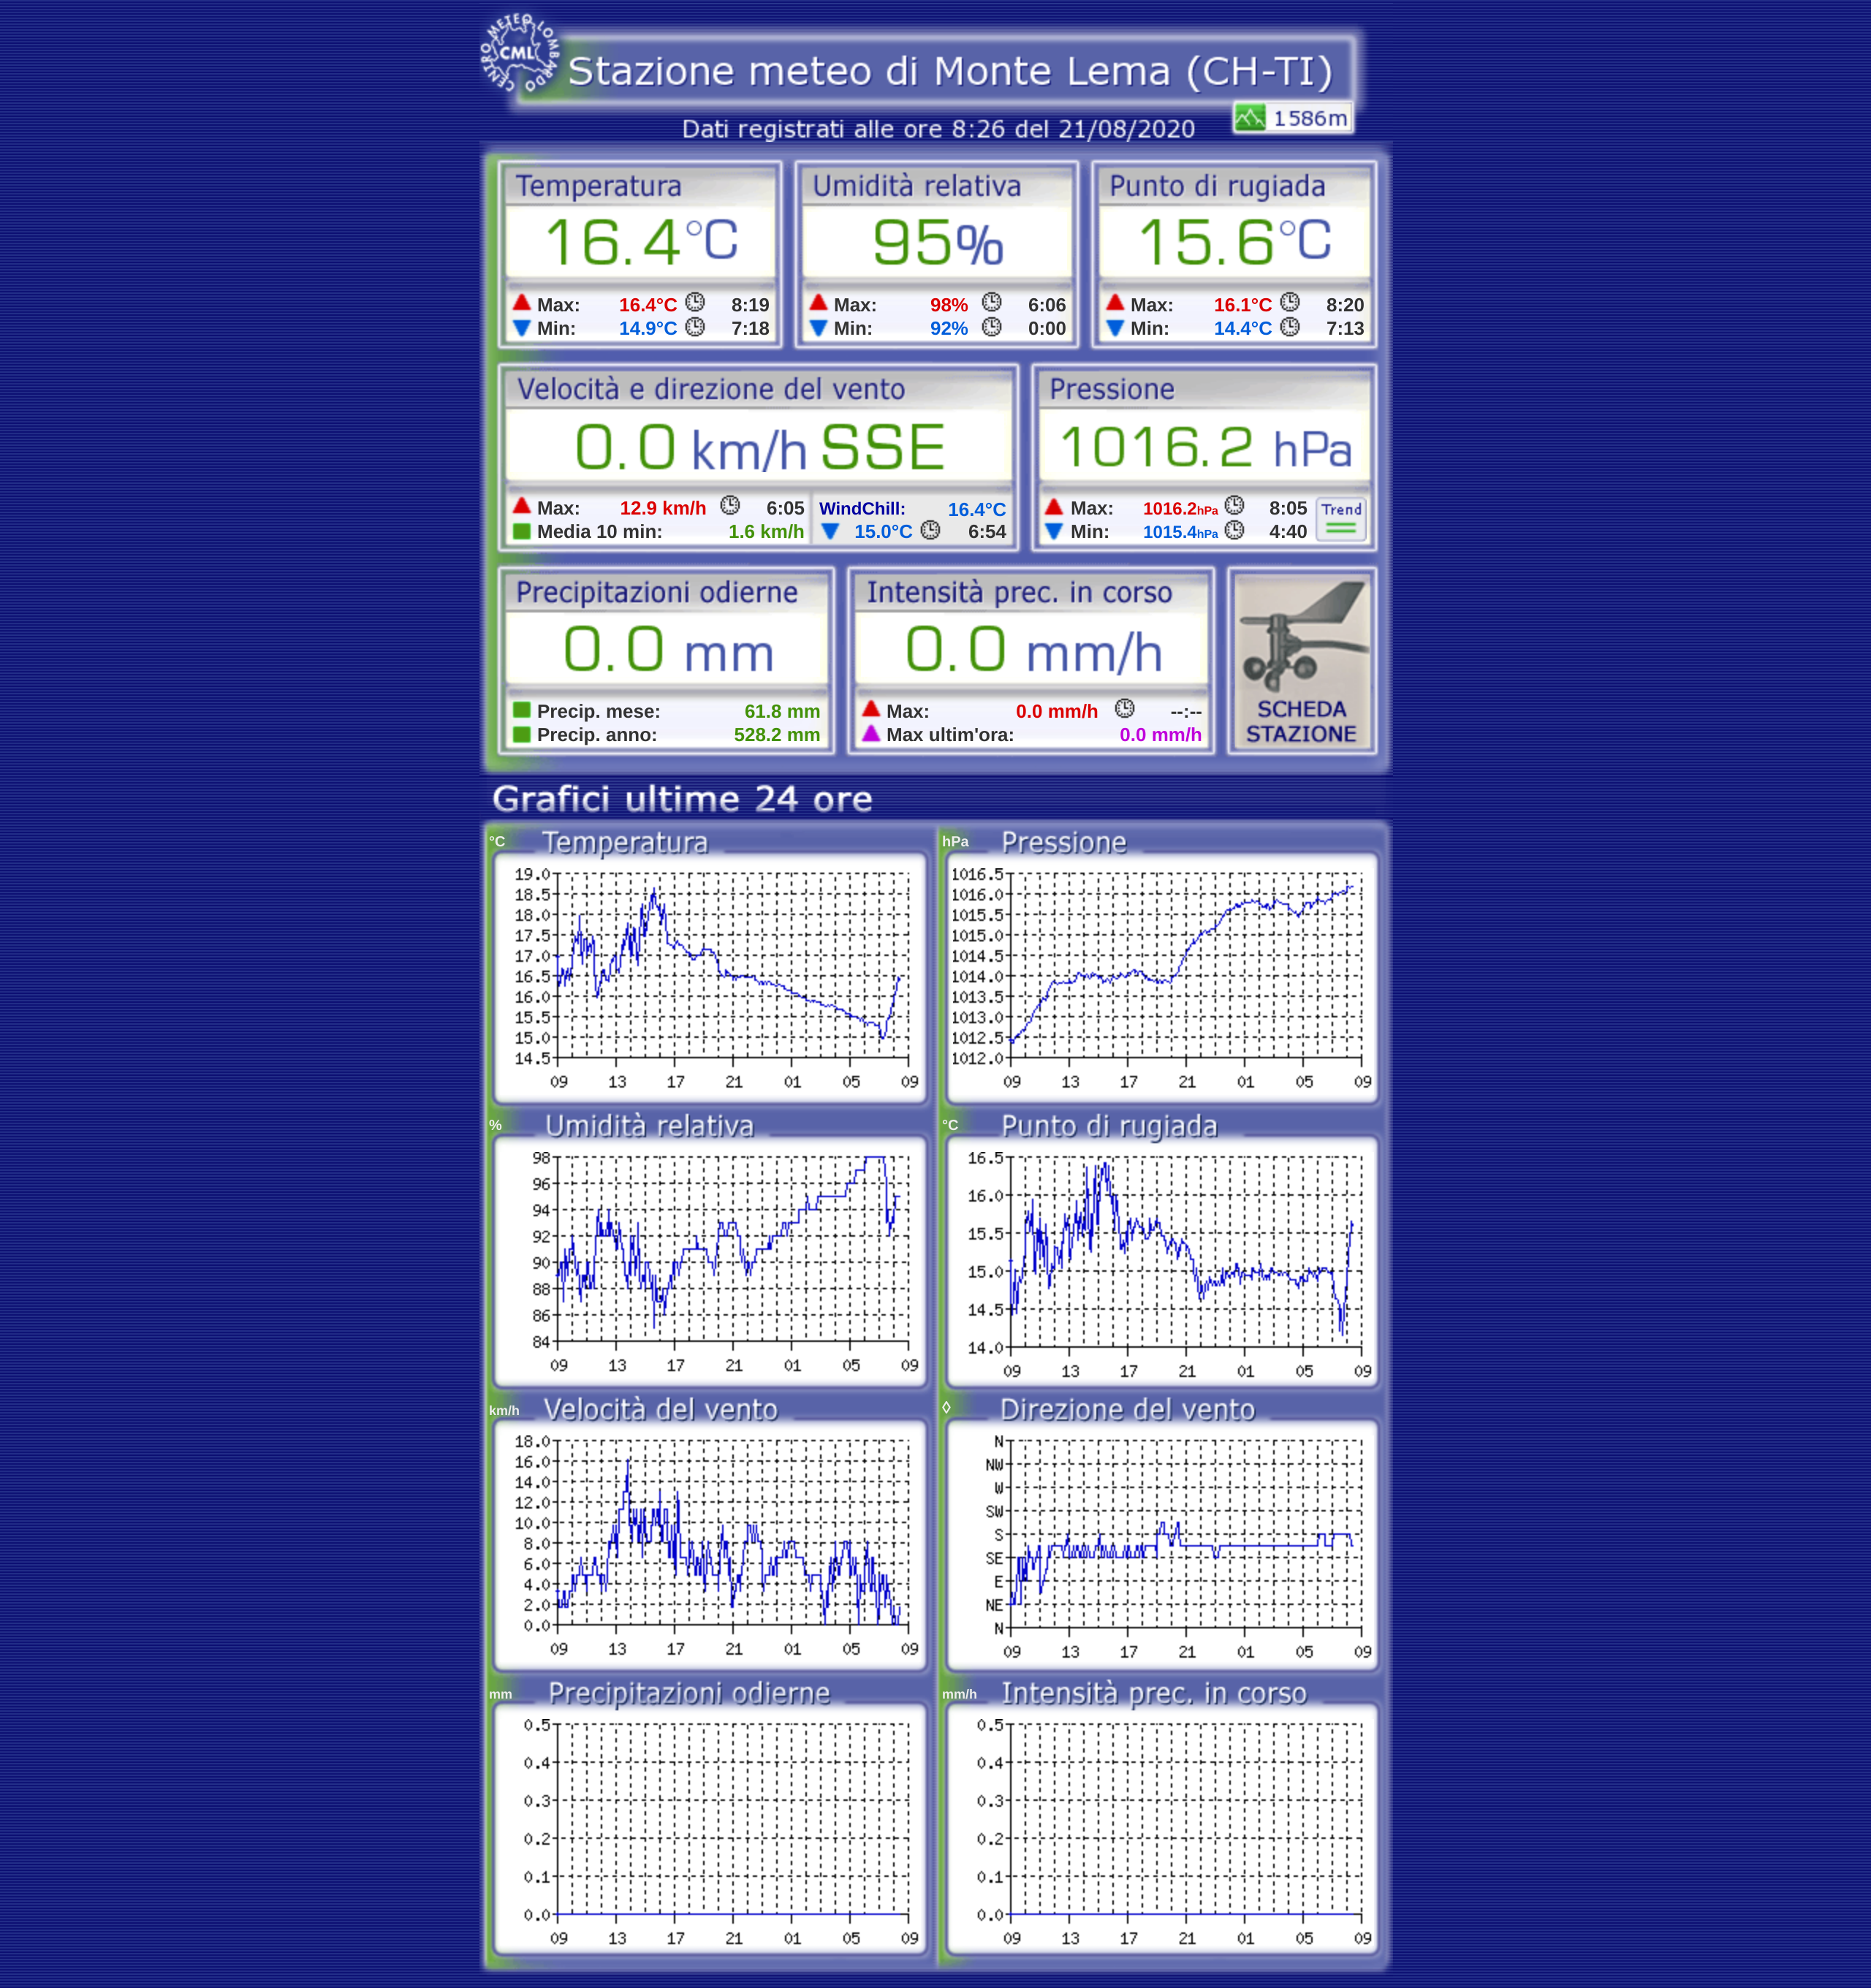 CENTRO METEO LOMBARDO
CML
Stazione meteo di Monte Lema (CH-TI)
1586m
Dati registrati alle ore 8:26 del 21/08/2020
Temperatura Umidità relativa Punto di rugiada
16.4°C 95% 15.6°C
Max: 16.4°C 8:19 Max: 98% 6:06 Max: 16.1°C 8:20
Min: 14.9°C 7:18 Min: 92% 0:00 Min: 14.4°C 7:13
Velocità e direzione del vento Pressione
0.0 km/h SSE 1016.2 hPa
Max: 12.9 km/h 6:05 WindChill: 16.4°C Max: 1016.2hPa 8:05 Trend
Media 10 min: 1.6 km/h 15.0°C 6:54 Min: 1015.4hPa 4:40
Precipitazioni odierne Intensità prec. in corso
0.0 mm 0.0 mm/h
Precip. mese: 61.8 mm Max: 0.0 mm/h --:-- SCHEDA
Precip. anno: 528.2 mm Max ultim'ora: 0.0 mm/h STAZIONE
Grafici ultime 24 ore
°C Temperatura
19.0
18.5
18.0
17.5
17.0
16.5
16.0
15.5
15.0
14.5
09 13 17 21 01 05 09
hPa Pressione
1016.5
1016.0
1015.5
1015.0
1014.5
1014.0
1013.5
1013.0
1012.5
1012.0
09 13 17 21 01 05 09
% Umidità relativa
98
96
94
92
90
88
86
84
09 13 17 21 01 05 09
°C Punto di rugiada
16.5
16.0
15.5
15.0
14.5
14.0
09 13 17 21 01 05 09
km/h Velocità del vento
18.0
16.0
14.0
12.0
10.0
8.0
6.0
4.0
2.0
0.0
09 13 17 21 01 05 09
◊ Direzione del vento
N
NW
W
SW
S
SE
E
NE
N
09 13 17 21 01 05 09
mm Precipitazioni odierne
0.5
0.4
0.3
0.2
0.1
0.0
09 13 17 21 01 05 09
mm/h Intensità prec. in corso
0.5
0.4
0.3
0.2
0.1
0.0
09 13 17 21 01 05 09